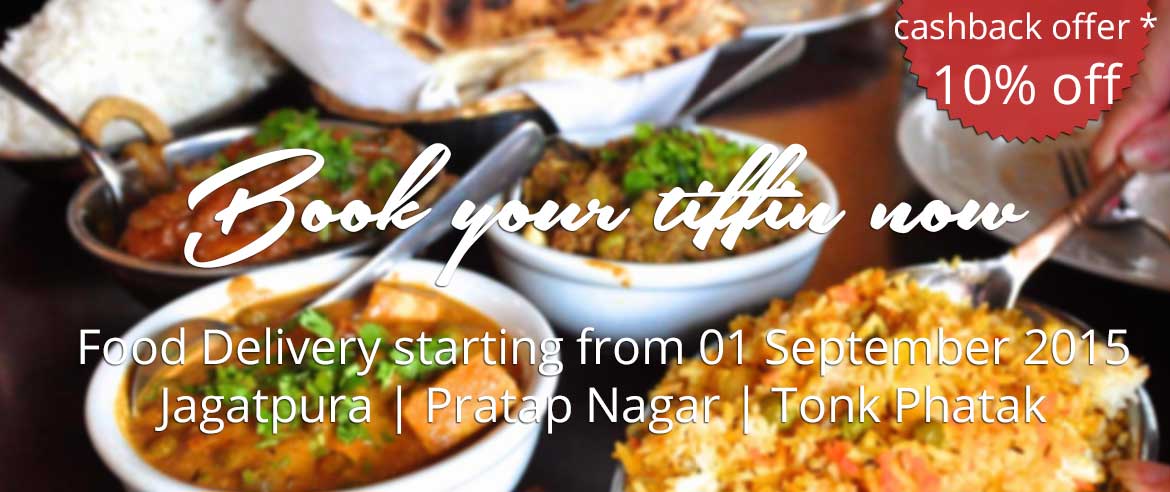 cashback offer *
10% off
Book your tiffin now
Food Delivery starting from 01 September 2015
Jagatpura | Pratap Nagar | Tonk Phatak